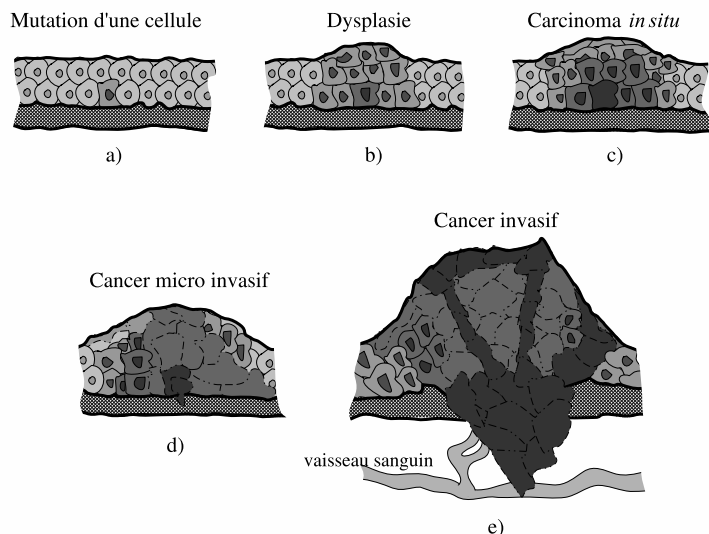 Mutation d'une cellule
Dysplasie
Carcinoma in situ
a)
b)
c)
Cancer micro invasif
Cancer invasif
d)
vaisseau sanguin
e)